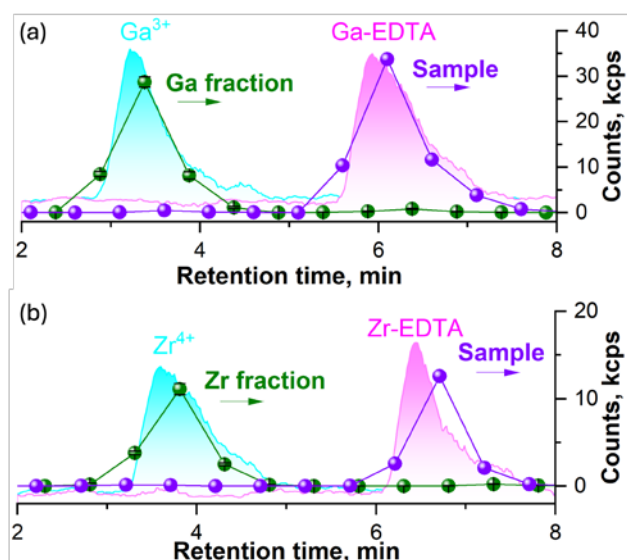 (a)
Ga³⁺
Ga-EDTA
Ga fraction
Sample
40
30
20
10
0
Counts, kcps
2
4
6
8
Retention time, min
(b)
Zr⁴⁺
Zr-EDTA
Zr fraction
Sample
20
10
0
Counts, kcps
2
4
6
8
Retention time, min